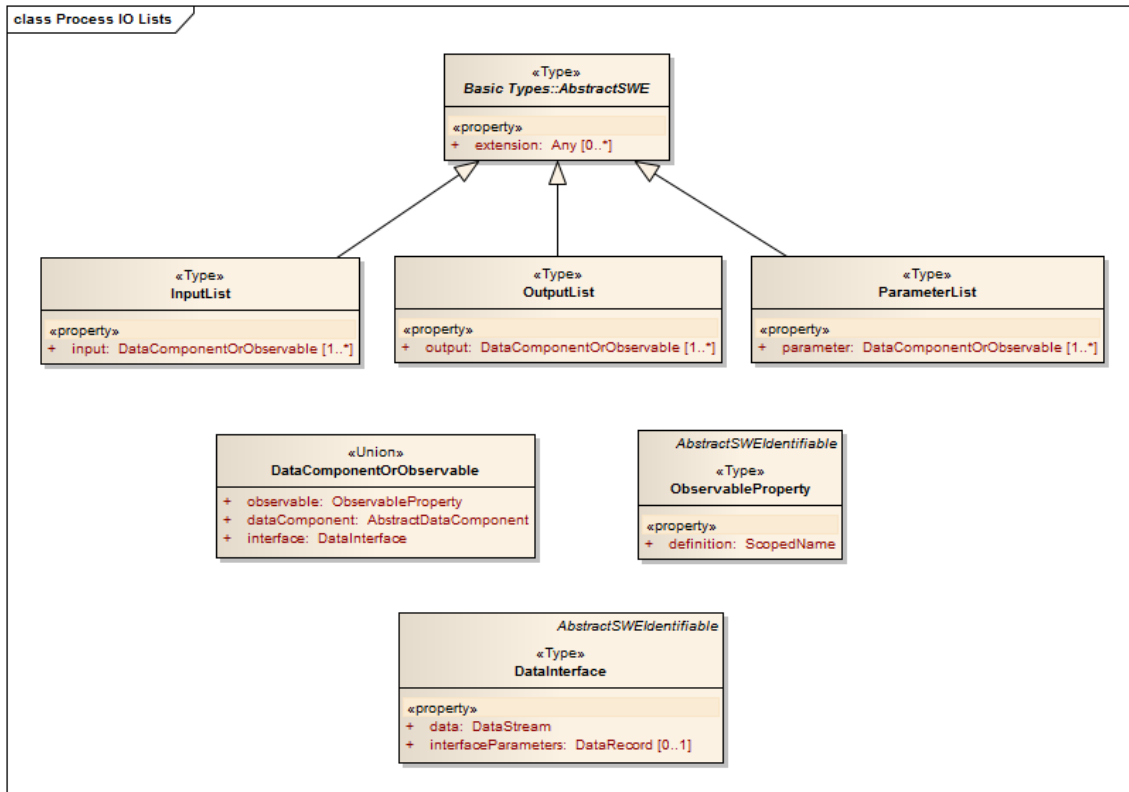 class Process IO Lists
«Type»
Basic Types::AbstractSWE
«property»
+ extension: Any [0..*]
«Type»
InputList
«property»
+ input: DataComponentOrObservable [1..*]
«Type»
OutputList
«property»
+ output: DataComponentOrObservable [1..*]
«Type»
ParameterList
«property»
+ parameter: DataComponentOrObservable [1..*]
«Union»
DataComponentOrObservable
+ observable: ObservableProperty
+ dataComponent: AbstractDataComponent
+ interface: DataInterface
AbstractSWEIdentifiable
«Type»
ObservableProperty
«property»
+ definition: ScopedName
AbstractSWEIdentifiable
«Type»
DataInterface
«property»
+ data: DataStream
+ interfaceParameters: DataRecord [0..1]